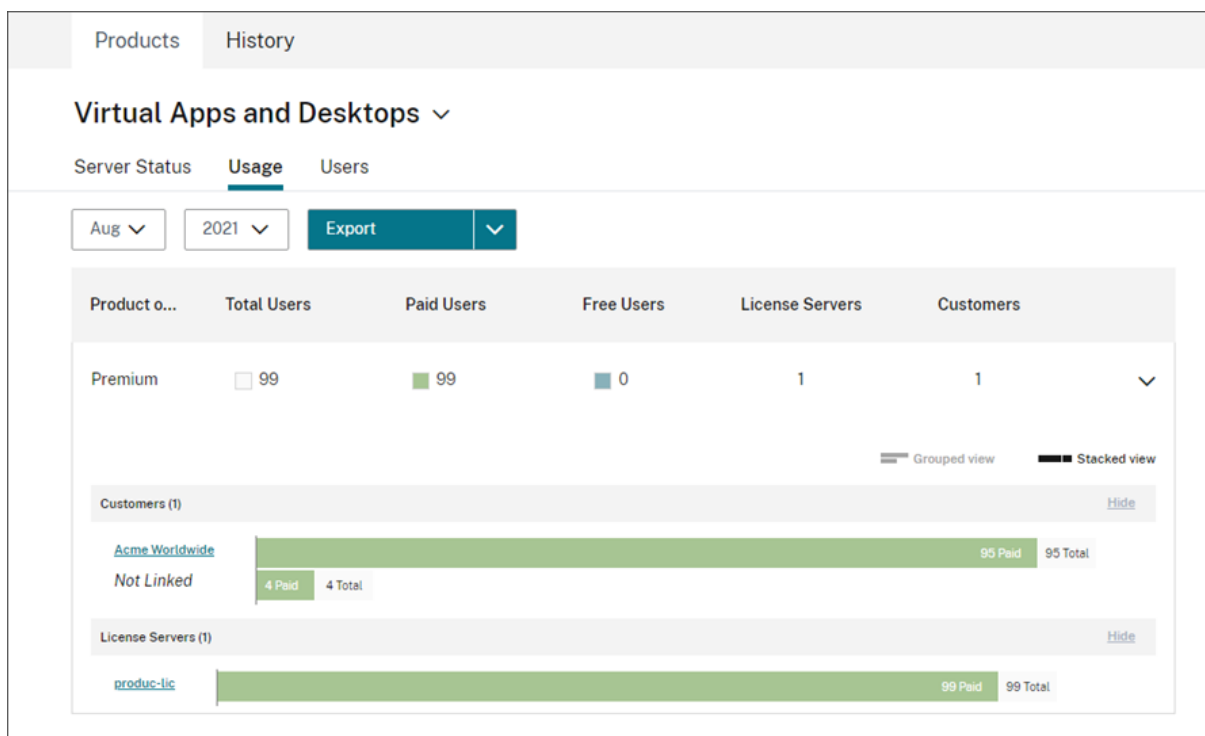 Products History
Virtual Apps and Desktops
Server Status Usage Users
Aug 2021 Export
Product o... Total Users Paid Users Free Users License Servers Customers
Premium 99 99 0 1 1
Grouped view Stacked view
Customers (1) Hide
Acme Worldwide 95 Paid 95 Total
Not Linked 4 Paid 4 Total
License Servers (1) Hide
produc-lic 99 Paid 99 Total